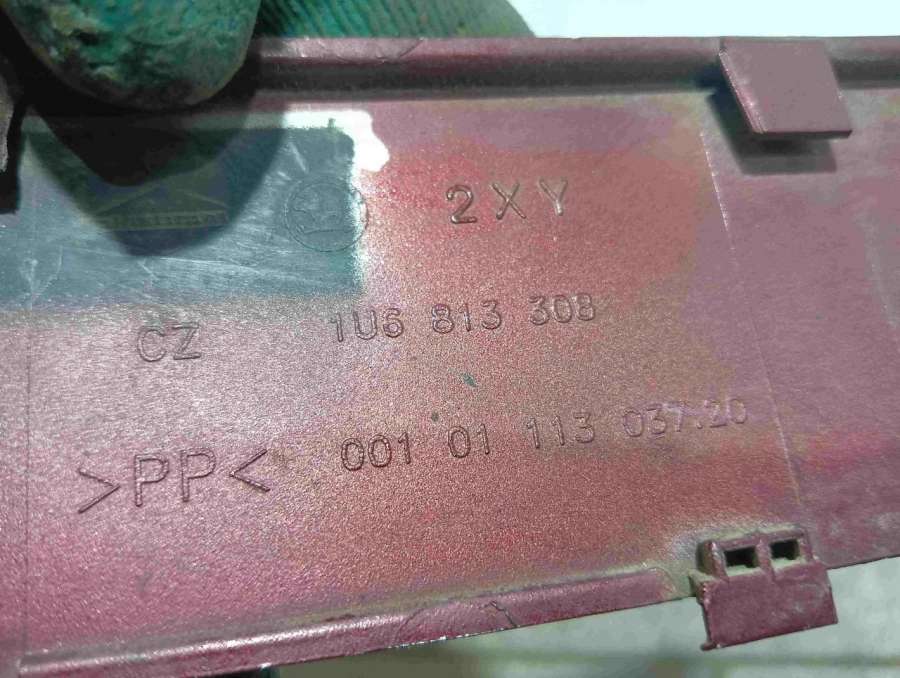 2XY
CZ 1U6 813 308
>PP< 001 01 113 037.20